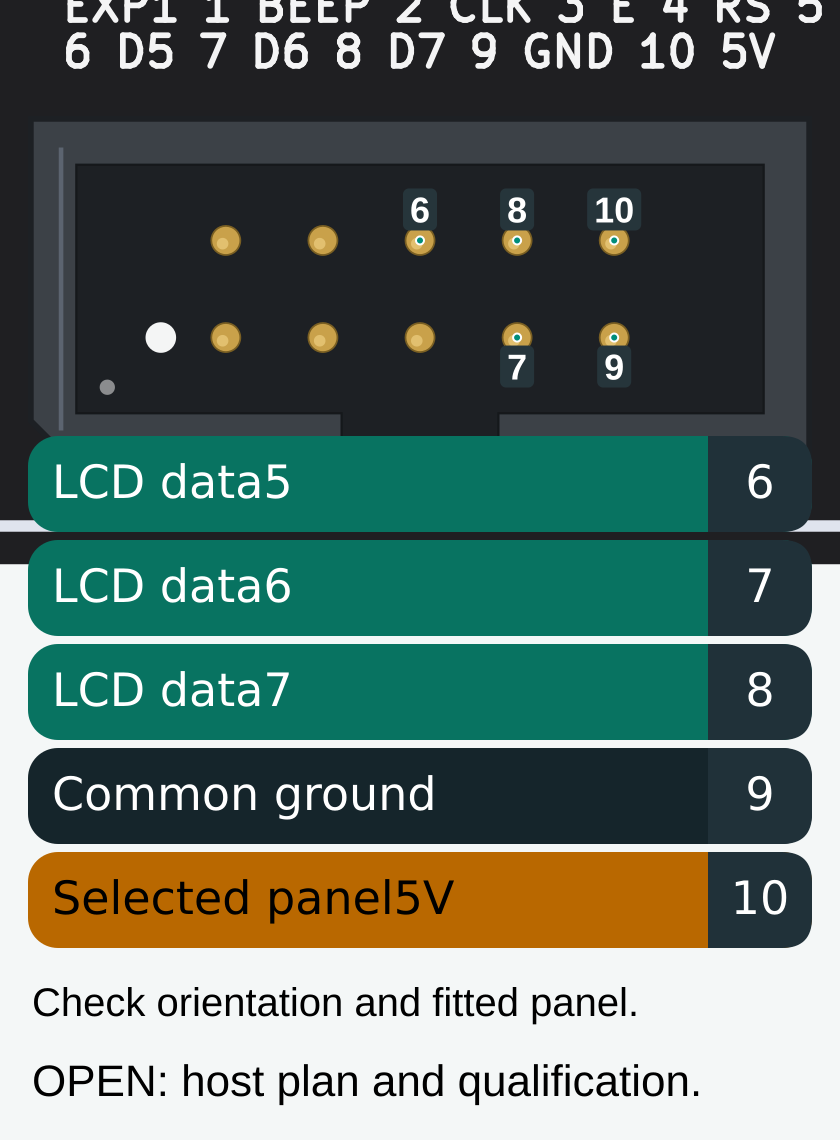 EXP1 1 BEEP 2 CLK 3 E 4 RS 5
6 D5 7 D6 8 D7 9 GND 10 5V
6 8 10
7 9
LCD data5 6
LCD data6 7
LCD data7 8
Common ground 9
Selected panel5V 10
Check orientation and fitted panel.
OPEN: host plan and qualification.